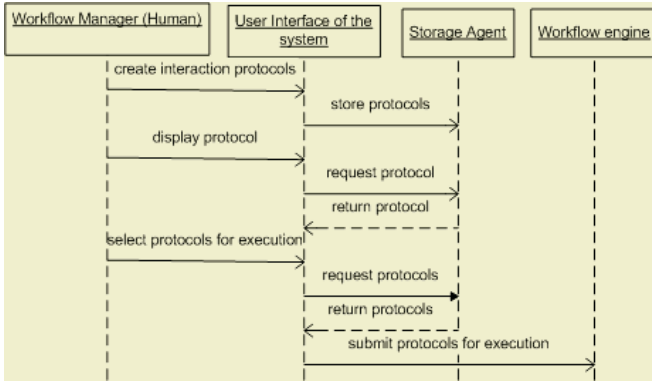 Workflow Manager (Human)
User Interface of the
system
Storage Agent
Workflow engine
create interaction protocols
store protocols
display protocol
request protocol
return protocol
select protocols for execution
request protocols
return protocols
submit protocols for execution